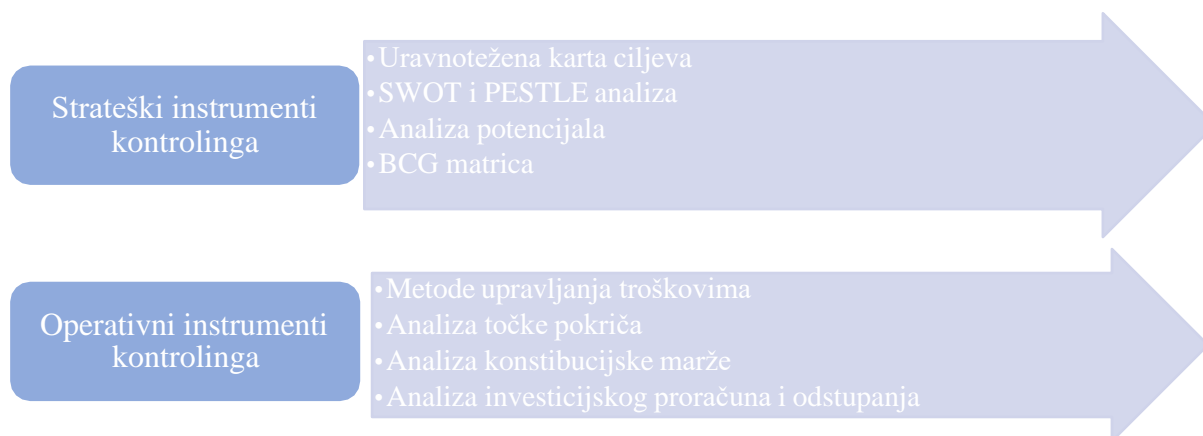 Strateški instrumenti
kontrolinga
•Uravnotežena karta ciljeva
•SWOT i PESTLE analiza
•Analiza potencijala
•BCG matrica
Operativni instrumenti
kontrolinga
•Metode upravljanja troškovima
•Analiza točke pokriča
•Analiza konstibucijske marže
•Analiza investicijskog proračuna i odstupanja